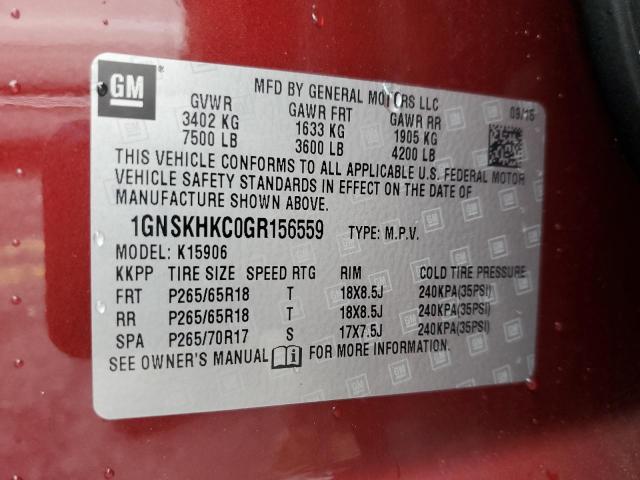 GM
MFD BY GENERAL MOTORS LLC
GVWR GAWR FRT GAWR RR 09/15
3402 KG 1633 KG 1905 KG
7500 LB 3600 LB 4200 LB
THIS VEHICLE CONFORMS TO ALL APPLICABLE U.S. FEDERAL MOTOR
VEHICLE SAFETY STANDARDS IN EFFECT ON THE DATE OF
MANUFACTURE SHOWN ABOVE.
1GNSKHKC0GR156559 TYPE: M.P.V.
MODEL: K15906
KKPP TIRE SIZE SPEED RTG RIM COLD TIRE PRESSURE
FRT P265/65R18 T 18X8.5J 240KPA(35PSI)
RR P265/65R18 T 18X8.5J 240KPA(35PSI)
SPA P265/70R17 S 17X7.5J 240KPA(35PSI)
SEE OWNER'S MANUAL FOR MORE INFORMATION.